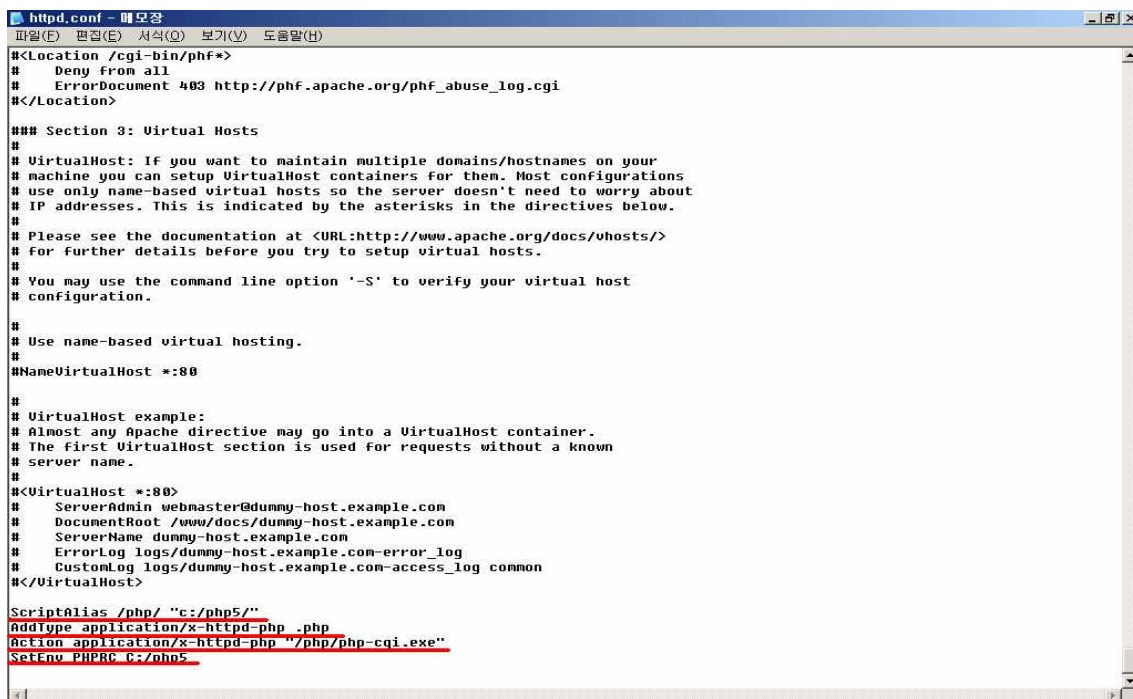 httpd.conf - 메모장
파일(F) 편집(E) 서식(O) 보기(V) 도움말(H)
#<Location /cgi-bin/phf*>
#    Deny from all
#    ErrorDocument 403 http://phf.apache.org/phf_abuse_log.cgi
#</Location>
### Section 3: Virtual Hosts
#
# VirtualHost: If you want to maintain multiple domains/hostnames on your
# machine you can setup VirtualHost containers for them. Most configurations
# use only name-based virtual hosts so the server doesn't need to worry about
# IP addresses. This is indicated by the asterisks in the directives below.
#
# Please see the documentation at <URL:http://www.apache.org/docs/vhosts/>
# for further details before you try to setup virtual hosts.
#
# You may use the command line option '-S' to verify your virtual host
# configuration.
#
# Use name-based virtual hosting.
#
#NameVirtualHost *:80
#
# VirtualHost example:
# Almost any Apache directive may go into a VirtualHost container.
# The first VirtualHost section is used for requests without a known
# server name.
#
#<VirtualHost *:80>
#    ServerAdmin webmaster@dummy-host.example.com
#    DocumentRoot /www/docs/dummy-host.example.com
#    ServerName dummy-host.example.com
#    ErrorLog logs/dummy-host.example.com-error_log
#    CustomLog logs/dummy-host.example.com-access_log common
#</VirtualHost>
ScriptAlias /php/ "c:/php5/"
AddType application/x-httpd-php .php
Action application/x-httpd-php "/php/php-cgi.exe"
SetEnv PHPRC C:/php5